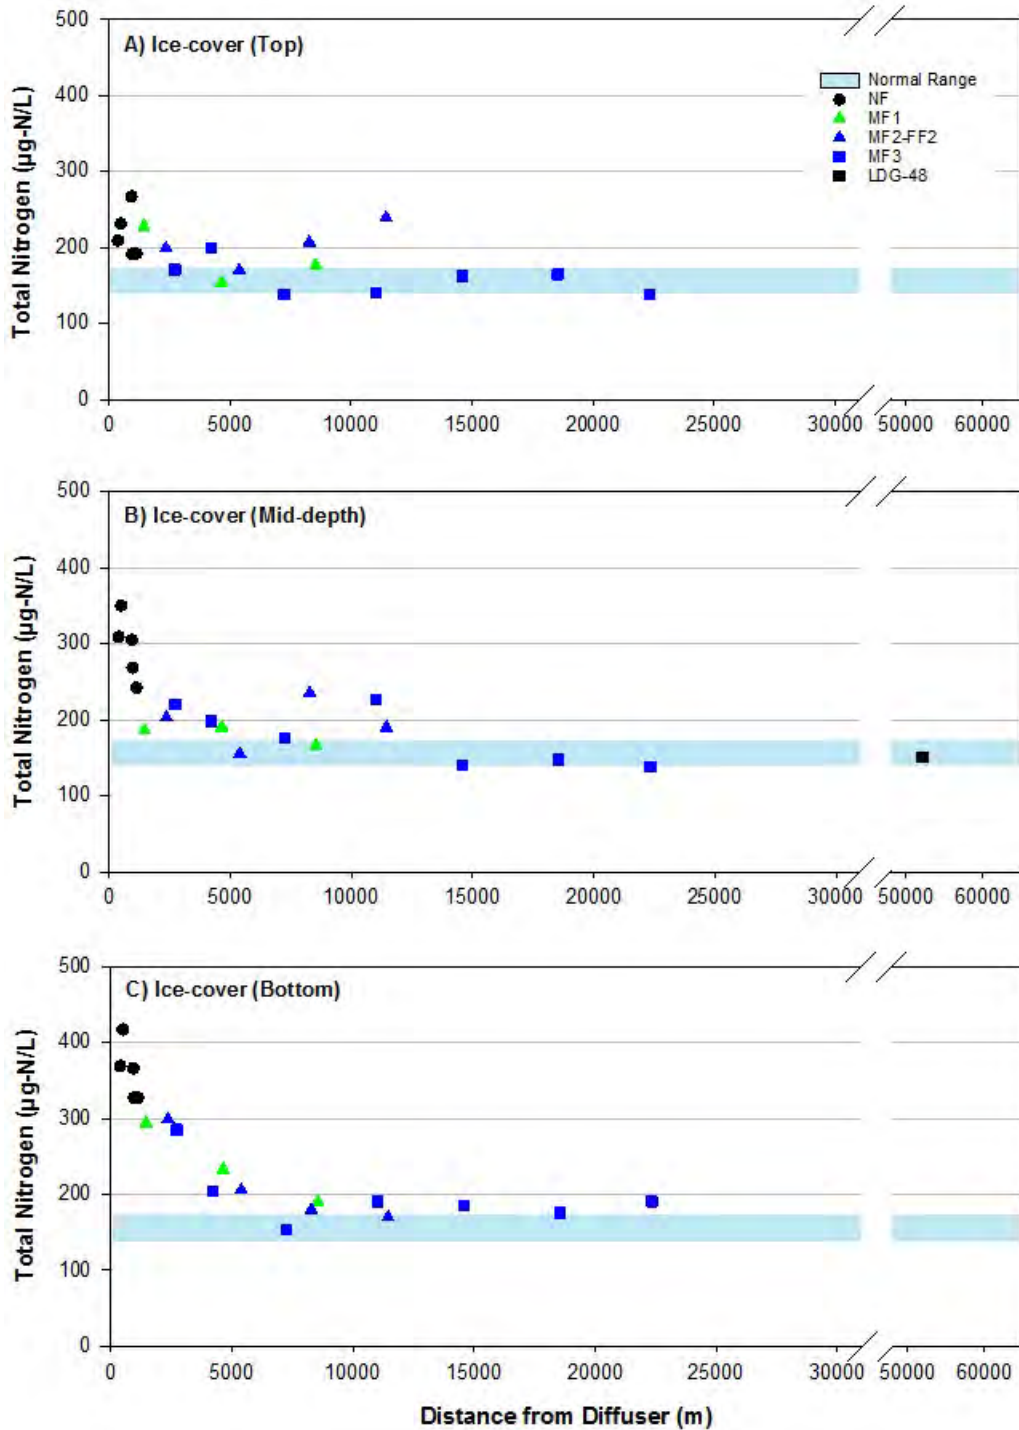 A) Ice-cover (Top)
Total Nitrogen (µg-N/L)
500
400
300
200
100
0
Normal Range
NF
MF1
MF2-FF2
MF3
LDG-48
0 5000 10000 15000 20000 25000 30000 50000 60000
B) Ice-cover (Mid-depth)
Total Nitrogen (µg-N/L)
500
400
300
200
100
0
0 5000 10000 15000 20000 25000 30000 50000 60000
C) Ice-cover (Bottom)
Total Nitrogen (µg-N/L)
500
400
300
200
100
0
0 5000 10000 15000 20000 25000 30000 50000 60000
Distance from Diffuser (m)